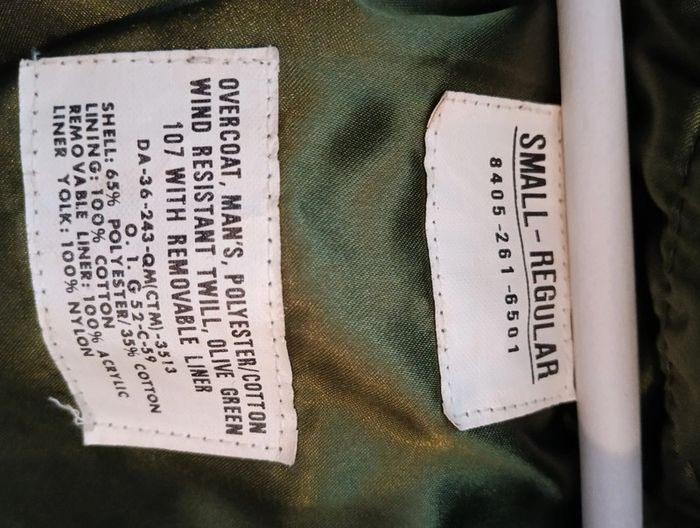 OVERCOAT, MAN'S, POLYESTER/COTTON
WIND RESISTANT TWILL, OLIVE GREEN
107 WITH REMOVABLE LINER
DA-36-243-QM(CTM)-3513
O. I. G 52-C-59
SHELL: 65% POLYESTER/35% COTTON
LINING: 100% COTTON
REMOVABLE LINER: 100% ACRYLIC
LINER YOLK: 100% NYLON
SMALL-REGULAR
8405-261-6501